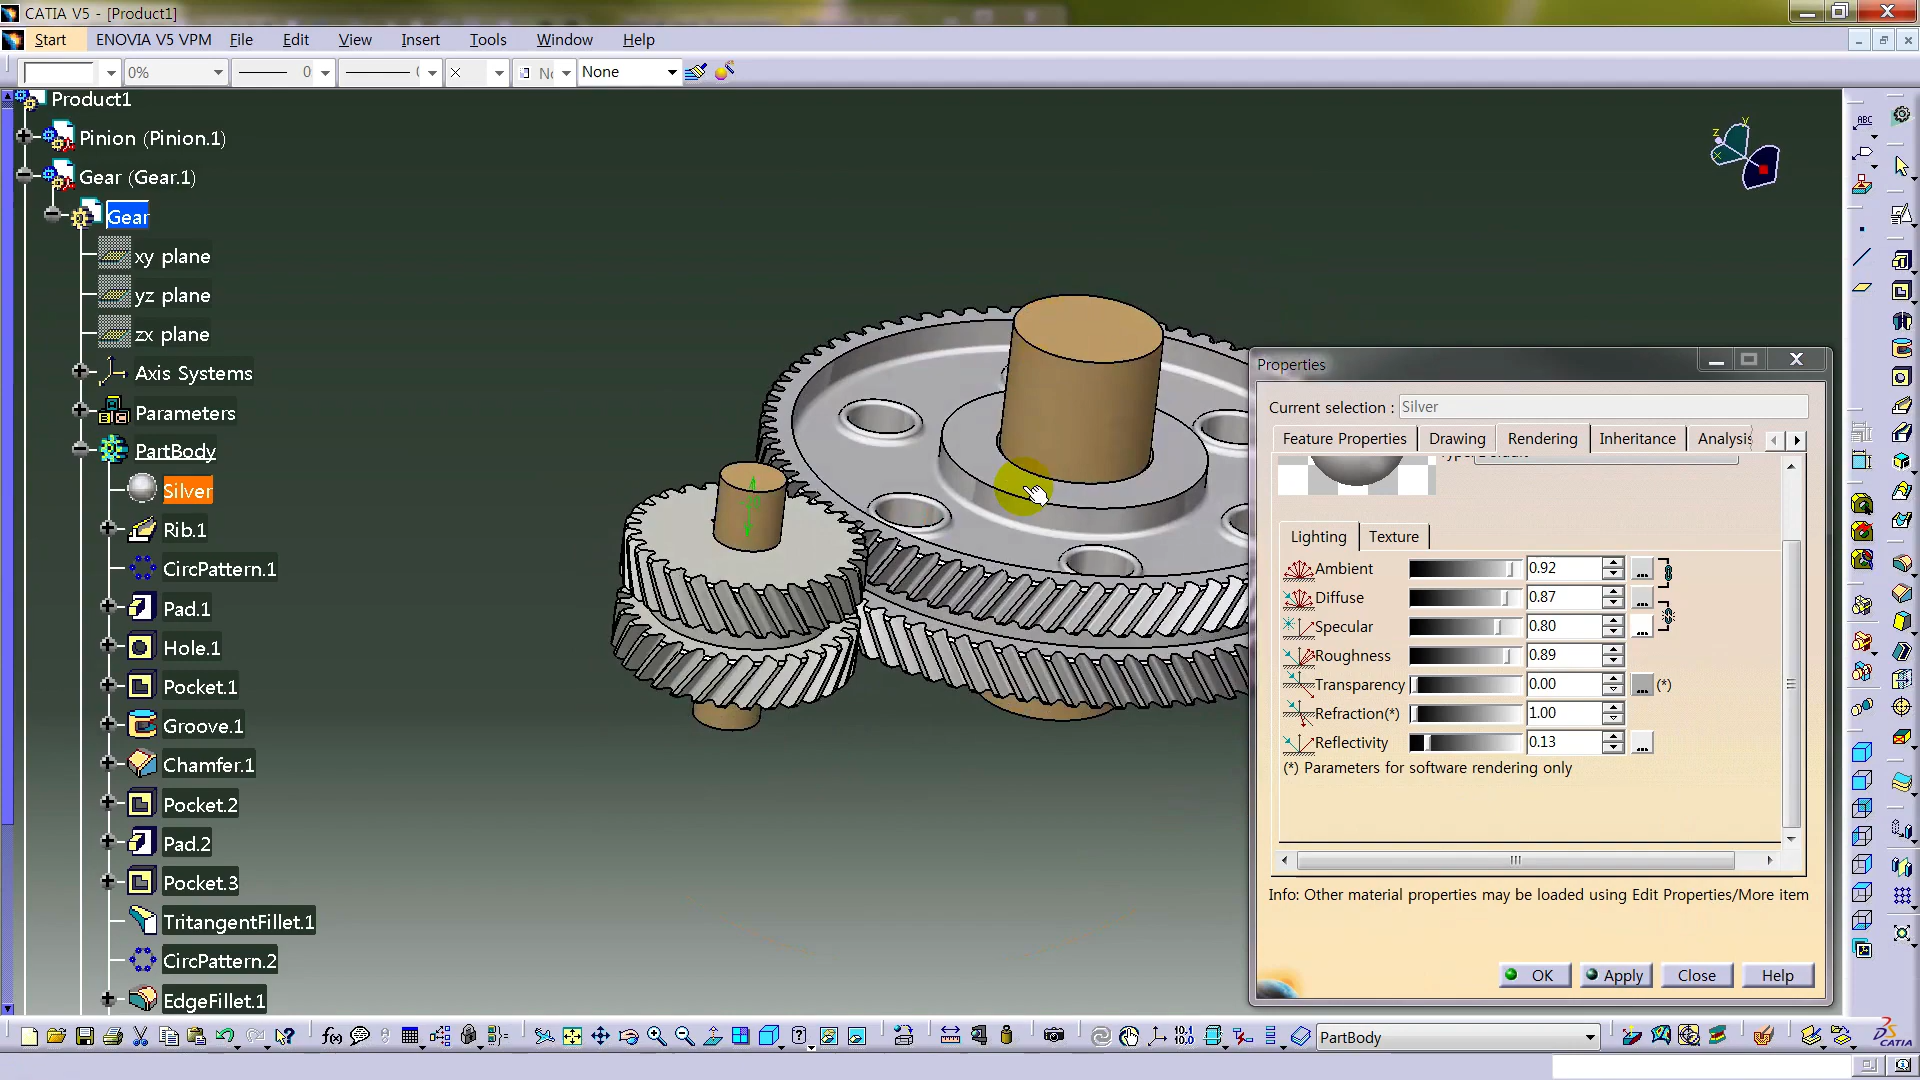 CATIA V5 - [Product1]
Start ENOVIA V5 VPM File Edit View Insert Tools Window Help
0% 0 None
Product1
Pinion (Pinion.1)
Gear (Gear.1)
Gear
xy plane
yz plane
zx plane
Axis Systems
Parameters
PartBody
Silver
Rib.1
CircPattern.1
Pad.1
Hole.1
Pocket.1
Groove.1
Chamfer.1
Pocket.2
Pad.2
Pocket.3
TritangentFillet.1
CircPattern.2
EdgeFillet.1
z y x
ABC
Properties
Current selection : Silver
Feature Properties Drawing Rendering Inheritance Analysis
Lighting Texture
Ambient 0.92 ...
Diffuse 0.87 ...
Specular 0.80 ...
Roughness 0.89
Transparency 0.00 ... (*)
Refraction(*) 1.00
Reflectivity 0.13 ...
(*) Parameters for software rendering only
Info: Other material properties may be loaded using Edit Properties/More item
OK Apply Close Help
f(x) 10.1 PartBody
CATIA